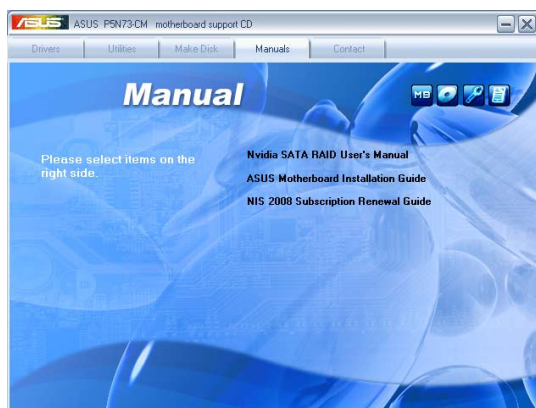 ASUS P5N73-CM motherboard support CD
Drivers Utilities Make Disk Manuals Contact
Manual
MB
Please select items on the
right side.
Nvidia SATA RAID User's Manual
ASUS Motherboard Installation Guide
NIS 2008 Subscription Renewal Guide